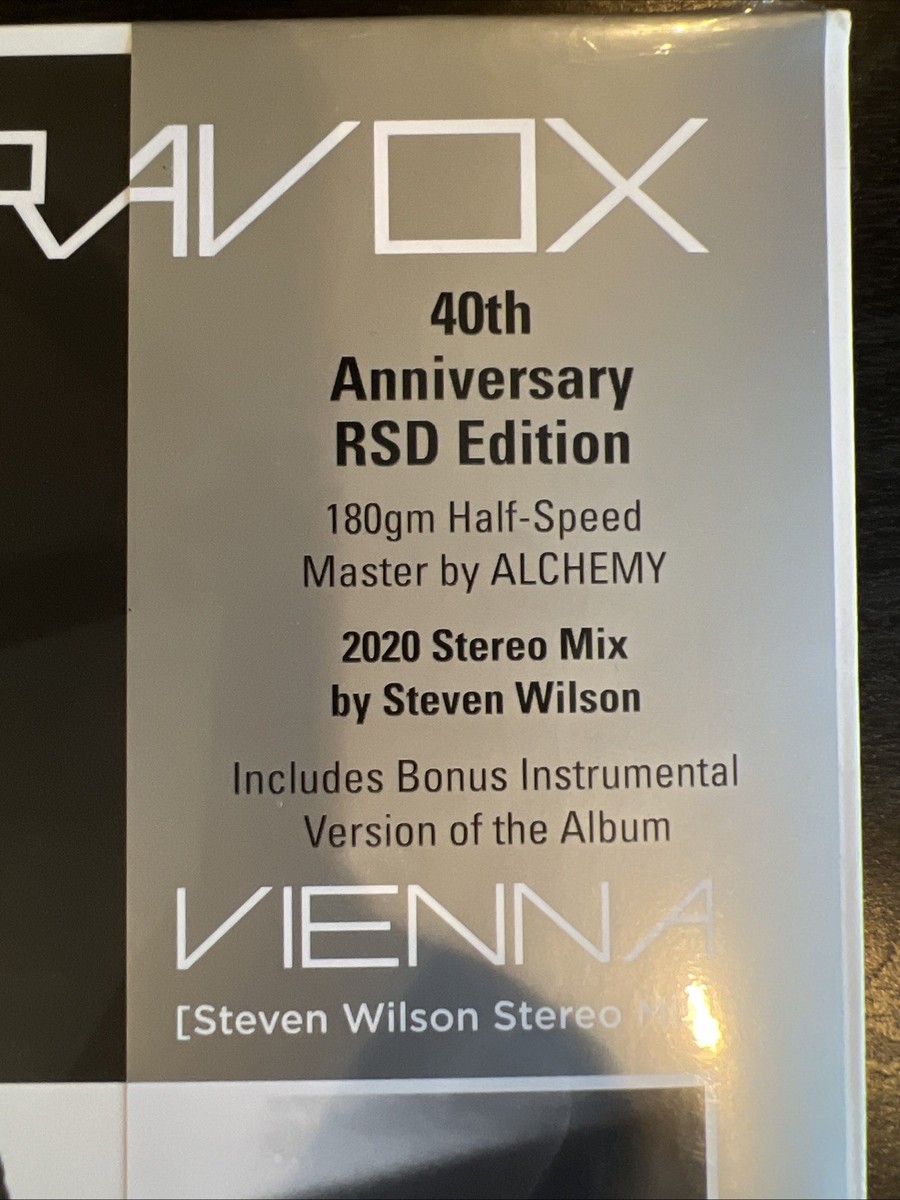 RAVOX
40th
Anniversary
RSD Edition
180gm Half-Speed
Master by ALCHEMY
2020 Stereo Mix
by Steven Wilson
Includes Bonus Instrumental
Version of the Album
VIENNA
[Steven Wilson Stereo